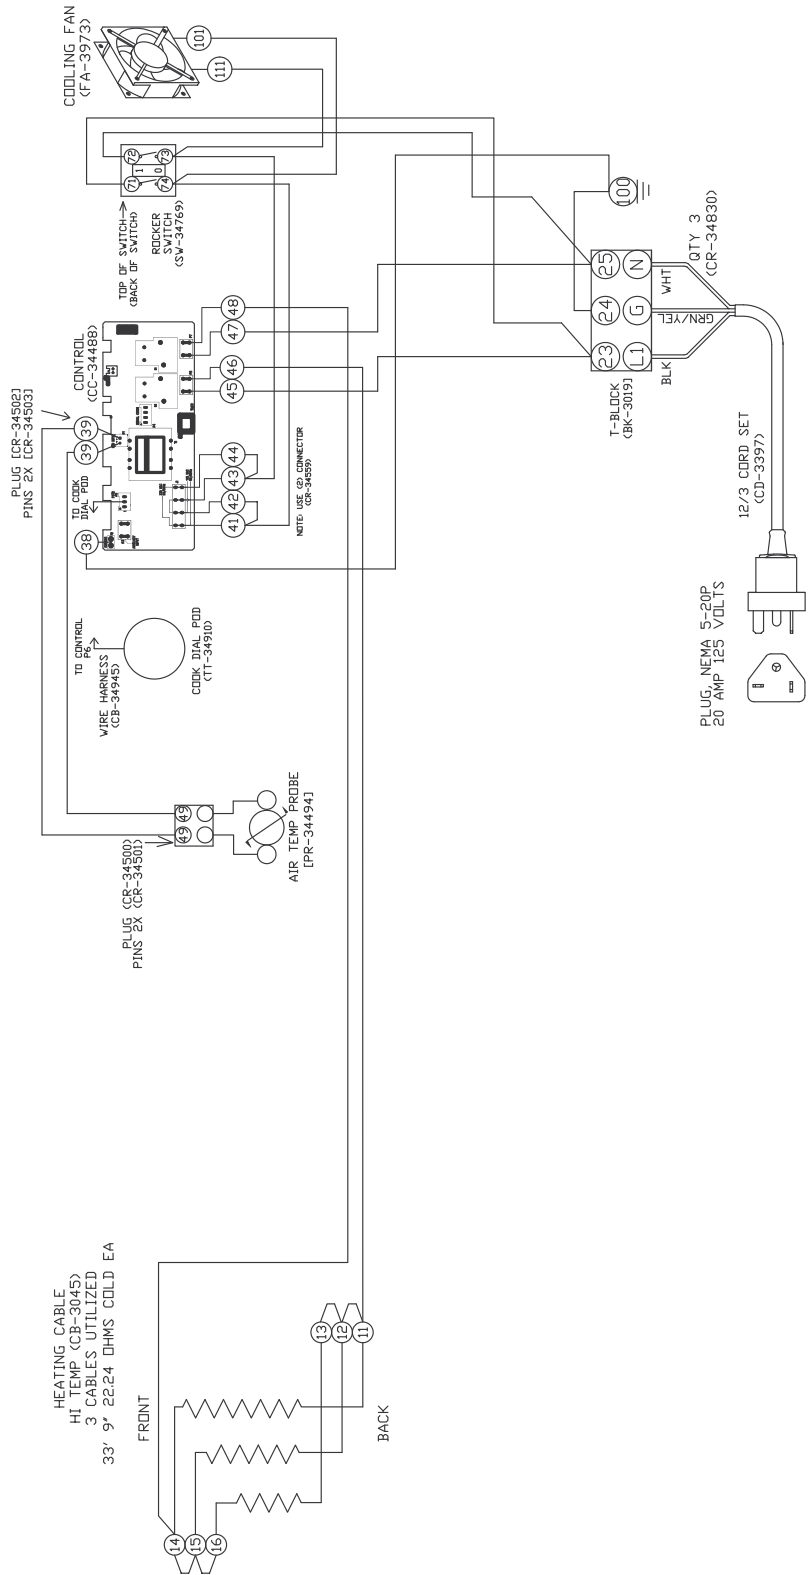 COOLING FAN
(FA-3973)
101
111
72
73
71
74
1
0
TOP OF SWITCH
(BACK OF SWITCH)
ROCKER
SWITCH
(SW-34769)
CONTROL
(CC-34488)
PLUG [CR-34502]
PINS 2X [CR-34503]
39
39
38
TO COOK
DIAL POD
48
47
46
45
44
43
42
41
NOTE: USE (2) CONNECTOR
(CR-34559)
TO CONTROL
P6
WIRE HARNESS
(CB-34945)
COOK DIAL POD
(TT-34910)
PLUG (CR-34500)
PINS 2X (CR-34501)
49
49
AIR TEMP PROBE
[PR-34494]
100
25
24
23
N
G
L1
T-BLOCK
[BK-3019]
QTY 3
(CR-34830)
WHT
GRN/YEL
BLK
12/3 CORD SET
(CD-3397)
PLUG, NEMA 5-20P
20 AMP 125 VOLTS
HEATING CABLE
HI TEMP (CB-3045)
3 CABLES UTILIZED
33' 9" 22.24 OHMS COLD EA
FRONT
BACK
13
12
11
14
15
16